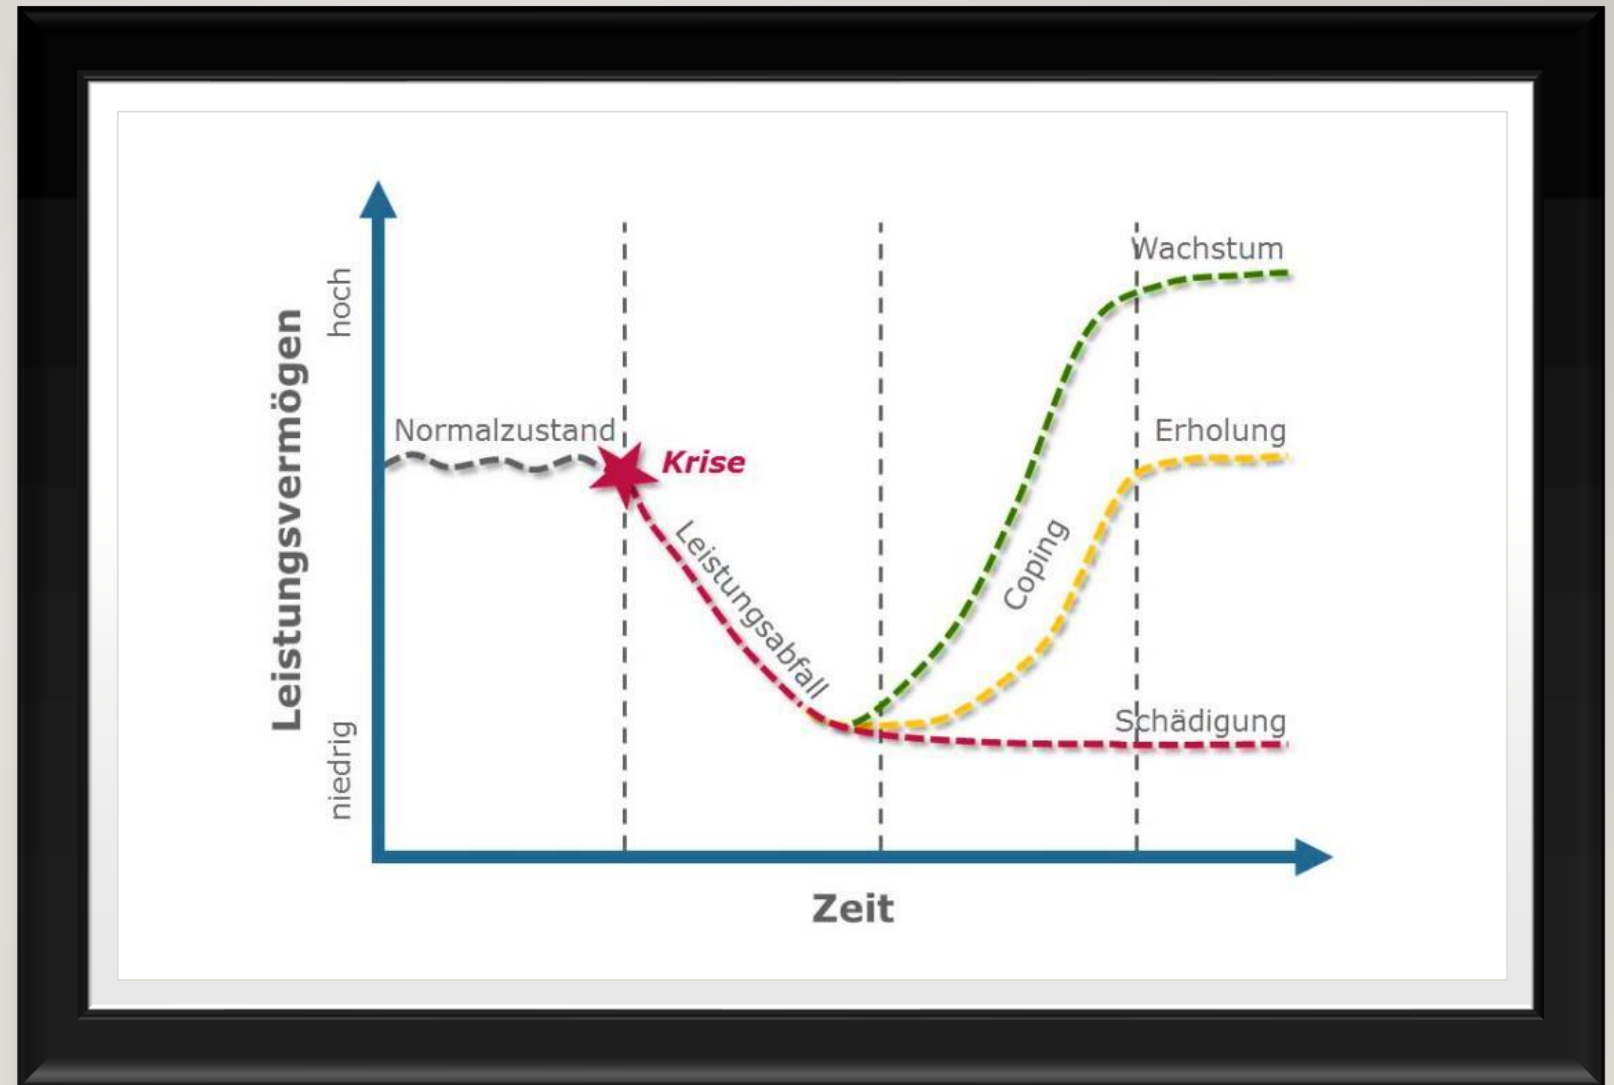 Leistungsvermögen
hoch
niedrig
Normalzustand
Krise
Leistungsabfall
Coping
Wachstum
Erholung
Schädigung
Zeit